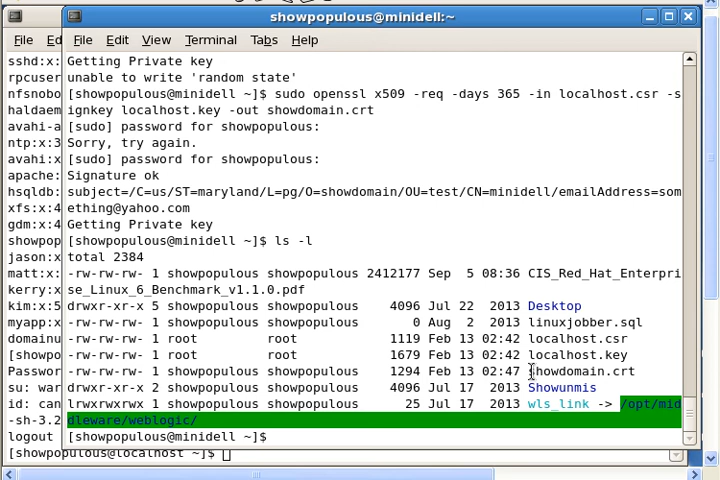 showpopulous@minidell:~
File Ed
File Edit View Terminal Tabs Help
sshd:x:
rpcuser
nfsnobo
haldaem
avahi-a
ntp:x:3
avahi:x
apache:
hsqldb:
xfs:x:4
gdm:x:4
showpop
jason:x
matt:x:
kerry:x
kim:x:5
myapp:x
domainu
[showpo
Passwor
su: war
id: can
-sh-3.2
logout
[showpopulous@localhost ~]$
Getting Private key
unable to write 'random state'
[showpopulous@minidell ~]$ sudo openssl x509 -req -days 365 -in localhost.csr -s
ignkey localhost.key -out showdomain.crt
[sudo] password for showpopulous:
Sorry, try again.
[sudo] password for showpopulous:
Signature ok
subject=/C=us/ST=maryland/L=pg/O=showdomain/OU=test/CN=minidell/emailAddress=som
ething@yahoo.com
Getting Private key
[showpopulous@minidell ~]$ ls -l
total 2384
-rw-rw-rw- 1 showpopulous showpopulous 2412177 Sep  5 08:36 CIS_Red_Hat_Enterpri
se_Linux_6_Benchmark_v1.1.0.pdf
drwxr-xr-x 5 showpopulous showpopulous    4096 Jul 22  2013 Desktop
-rw-rw-rw- 1 showpopulous showpopulous       0 Aug  2  2013 linuxjobber.sql
-rw-rw-rw- 1 root         root            1119 Feb 13 02:42 localhost.csr
-rw-rw-rw- 1 root         root            1679 Feb 13 02:42 localhost.key
-rw-rw-rw- 1 showpopulous showpopulous    1294 Feb 13 02:47 showdomain.crt
drwxr-xr-x 2 showpopulous showpopulous    4096 Jul 17  2013 Showunmis
lrwxrwxrwx 1 showpopulous showpopulous      25 Jul 17  2013 wls_link -> /opt/mid
dleware/weblogic/
[showpopulous@minidell ~]$